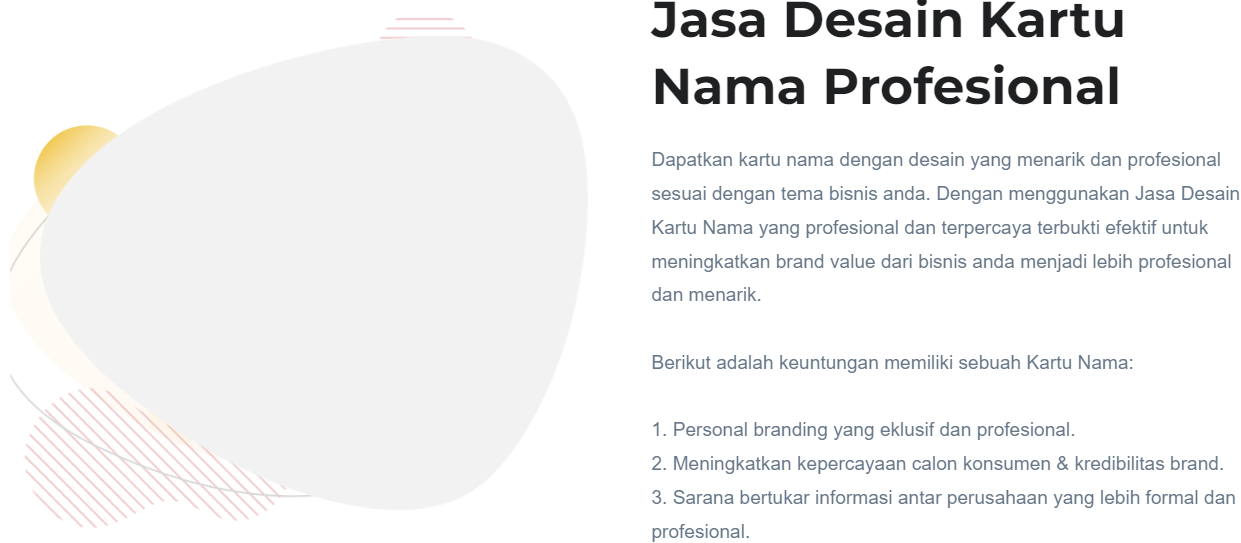 Jasa Desain Kartu
Nama Profesional
Dapatkan kartu nama dengan desain yang menarik dan profesional
sesuai dengan tema bisnis anda. Dengan menggunakan Jasa Desain
Kartu Nama yang profesional dan terpercaya terbukti efektif untuk
meningkatkan brand value dari bisnis anda menjadi lebih profesional
dan menarik.
Berikut adalah keuntungan memiliki sebuah Kartu Nama:
1. Personal branding yang eklusif dan profesional.
2. Meningkatkan kepercayaan calon konsumen & kredibilitas brand.
3. Sarana bertukar informasi antar perusahaan yang lebih formal dan
profesional.